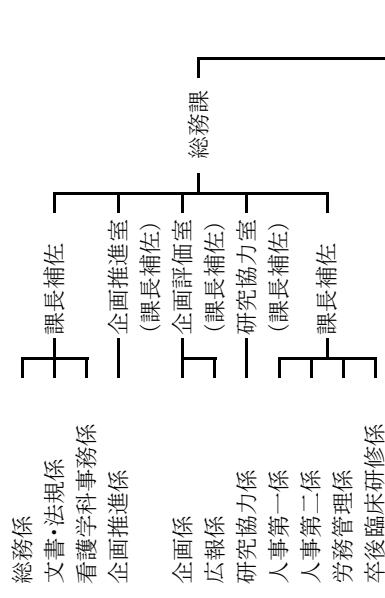 総務課
課長補佐
企画推進室
(課長補佐)
企画評価室
(課長補佐)
研究協力室
(課長補佐)
課長補佐
総務係
文書・法規係
看護学科事務係
企画推進係
企画係
広報係
研究協力係
人事第一係
人事第二係
労務管理係
卒後臨床研修係